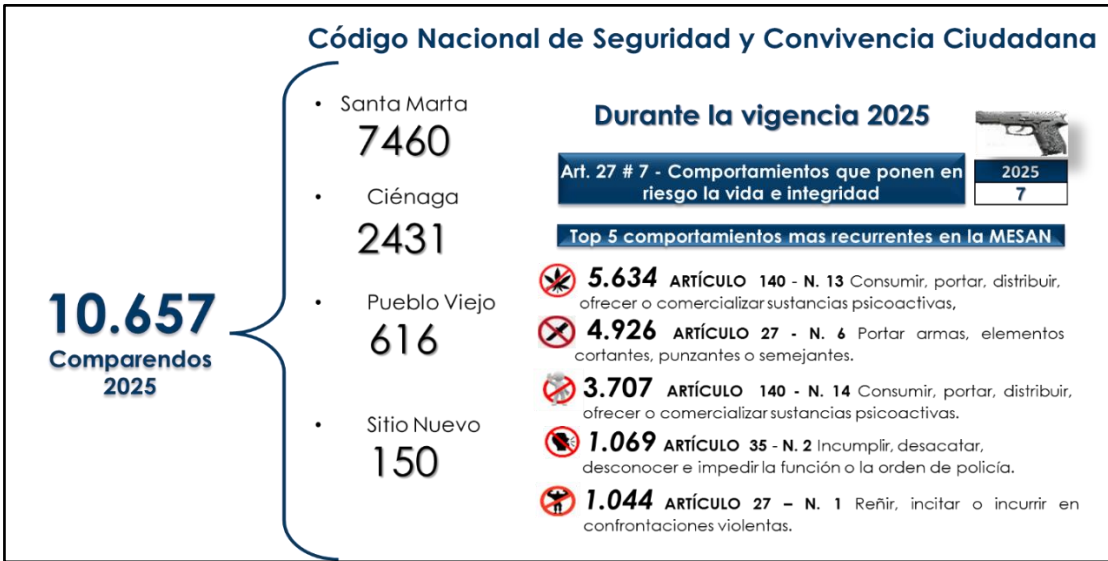 Código Nacional de Seguridad y Convivencia Ciudadana
10.657
Comparendos
2025
• Santa Marta
7460
• Ciénaga
2431
• Pueblo Viejo
616
• Sitio Nuevo
150
Durante la vigencia 2025
Art. 27 # 7 - Comportamientos que ponen en
riesgo la vida e integridad
2025
7
Top 5 comportamientos mas recurrentes en la MESAN
5.634 ARTÍCULO 140 - N. 13 Consumir, portar, distribuir,
ofrecer o comercializar sustancias psicoactivas,
4.926 ARTÍCULO 27 - N. 6 Portar armas, elementos
cortantes, punzantes o semejantes.
3.707 ARTÍCULO 140 - N. 14 Consumir, portar, distribuir,
ofrecer o comercializar sustancias psicoactivas.
1.069 ARTÍCULO 35 - N. 2 Incumplir, desacatar,
desconocer e impedir la función o la orden de policía.
1.044 ARTÍCULO 27 – N. 1 Reñir, incitar o incurrir en
confrontaciones violentas.